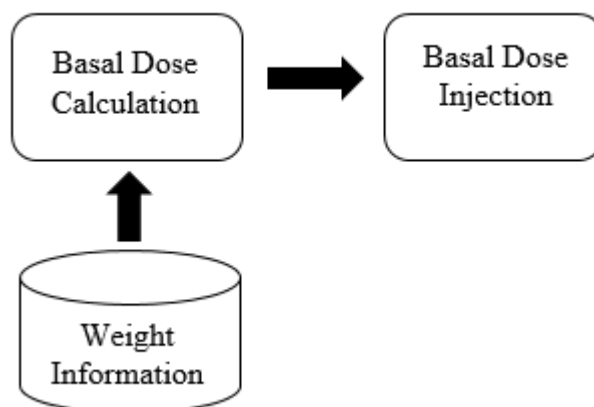 Basal Dose
Calculation
Basal Dose
Injection
Weight
Information